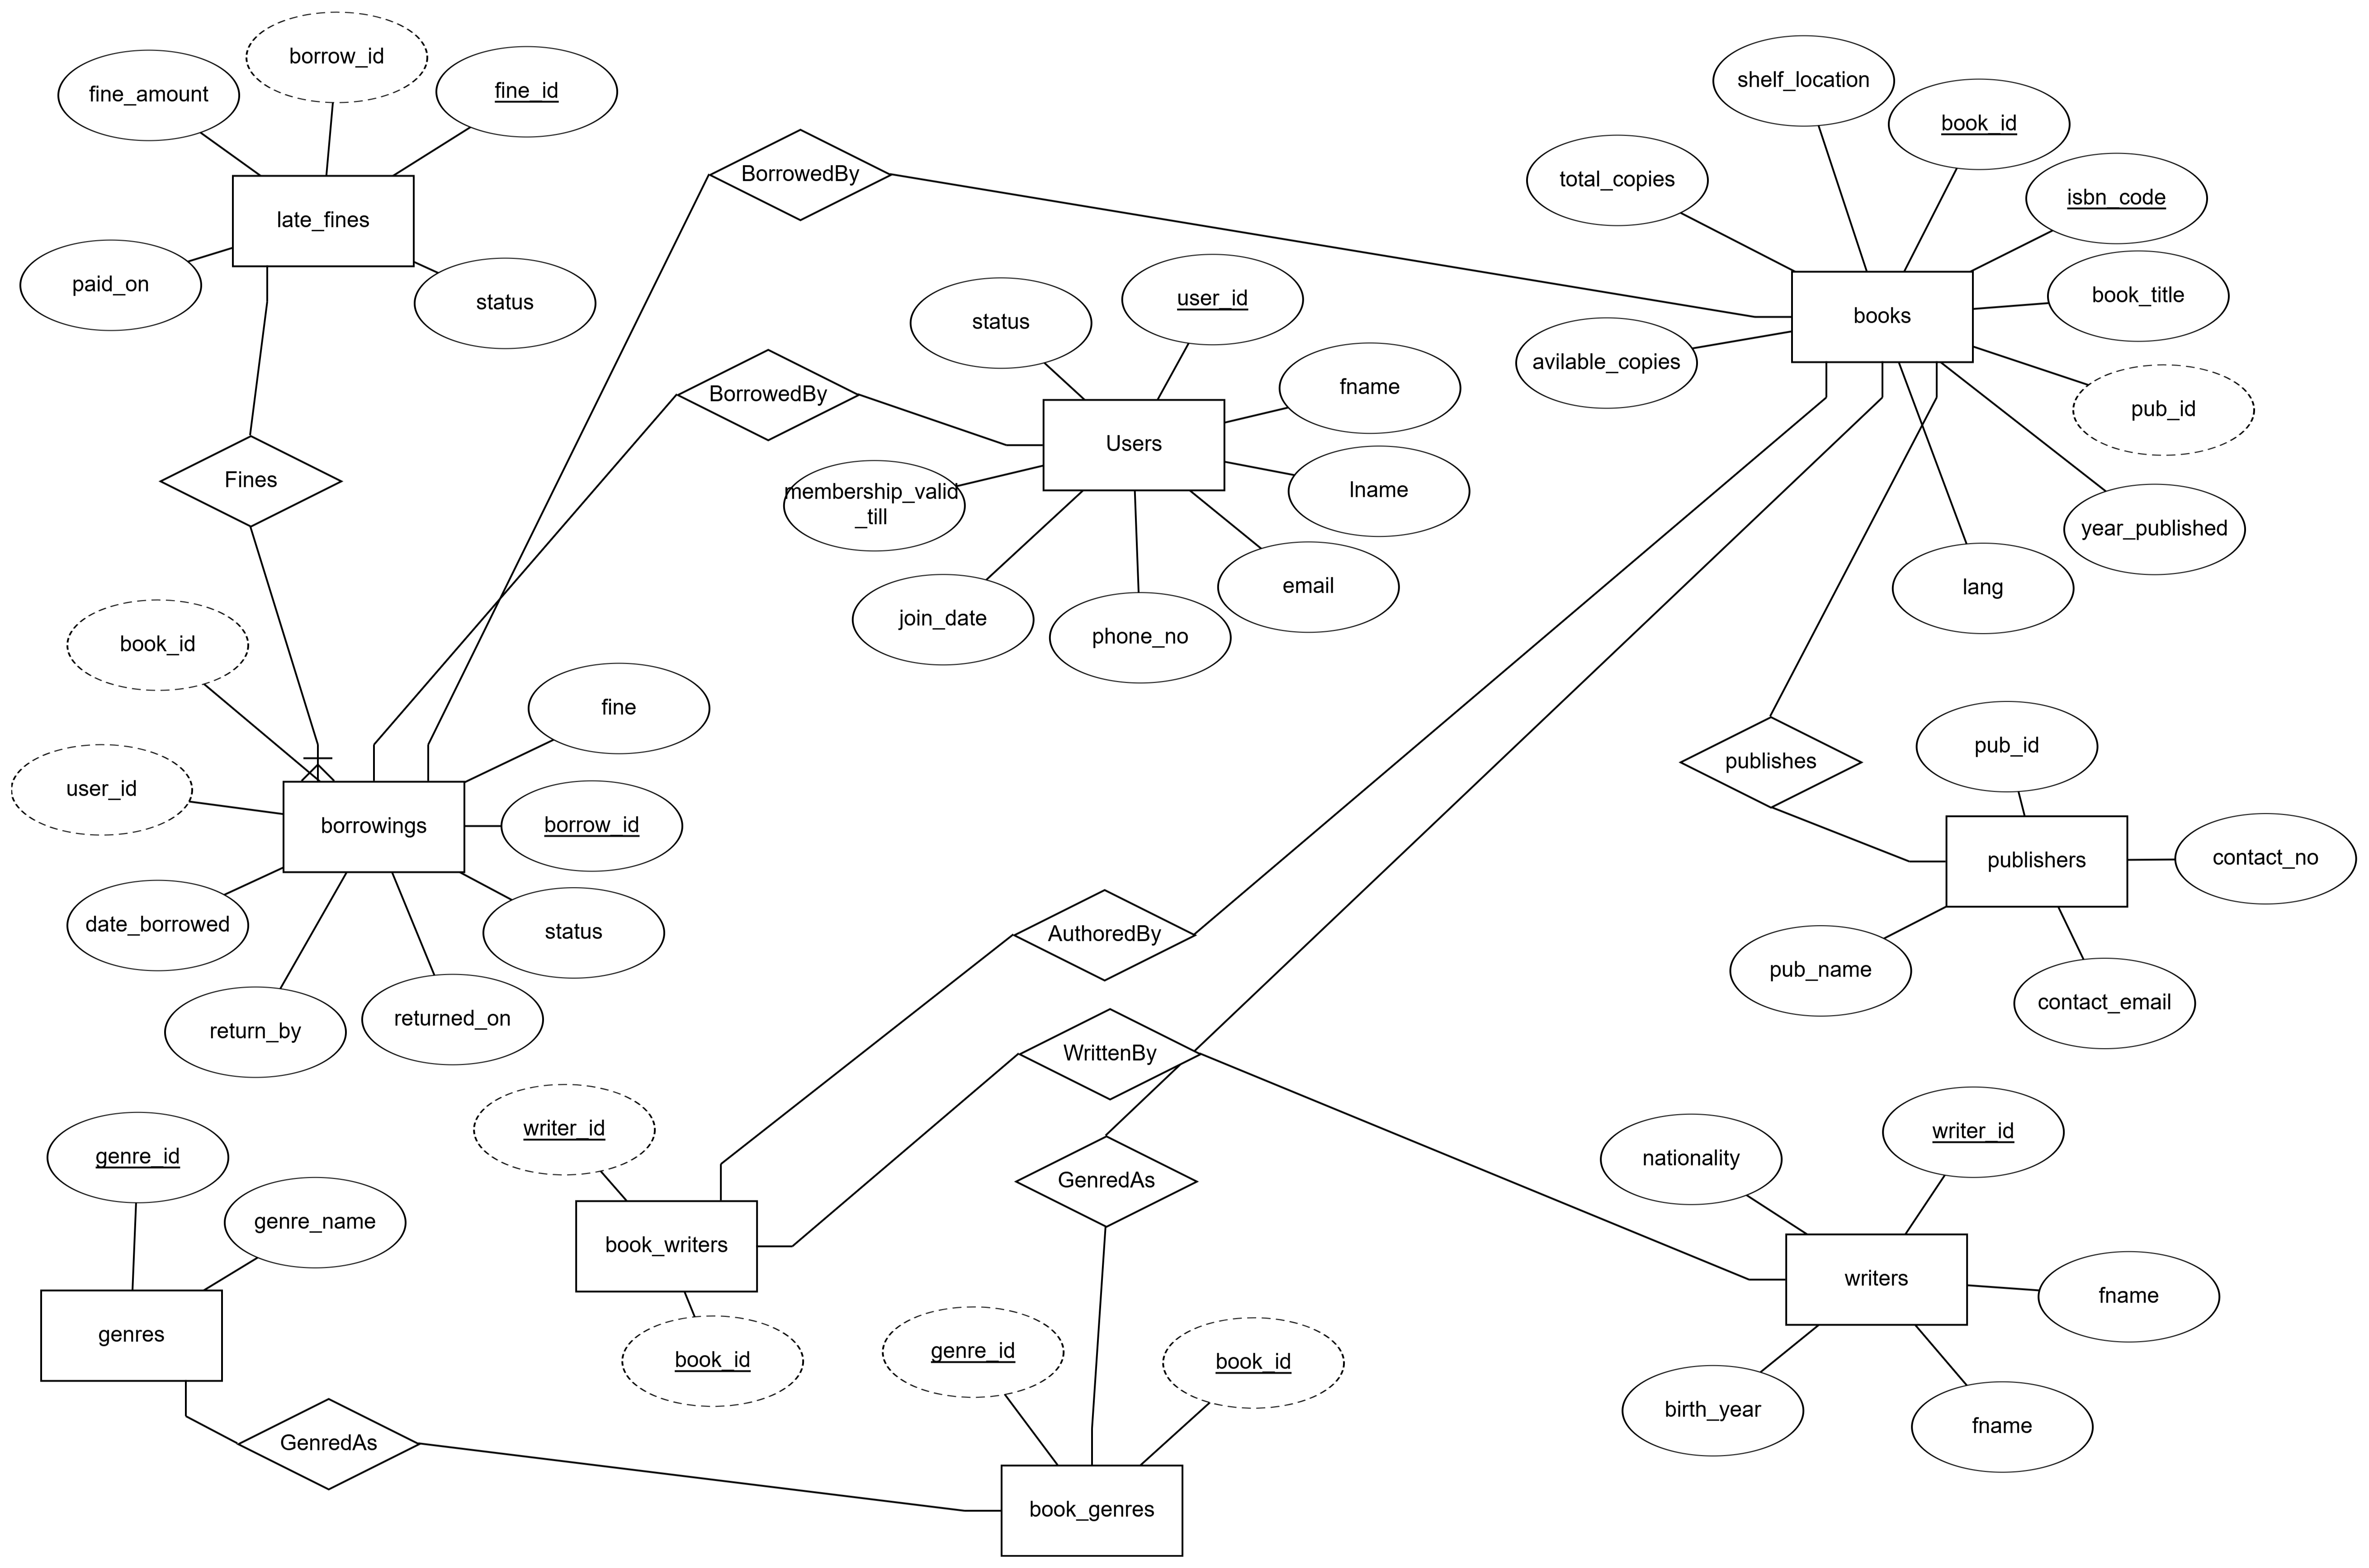 borrow_id
fine_amount
fine_id
late_fines
paid_on
status
BorrowedBy
shelf_location
book_id
total_copies
isbn_code
book_title
books
avilable_copies
pub_id
year_published
lang
status
user_id
fname
BorrowedBy
Users
membership_valid
_till
lname
email
join_date
phone_no
Fines
book_id
fine
user_id
borrowings
borrow_id
date_borrowed
status
return_by
returned_on
publishes
pub_id
publishers
contact_no
pub_name
contact_email
AuthoredBy
WrittenBy
GenredAs
writer_id
book_writers
book_id
genre_id
genre_name
genres
GenredAs
genre_id
book_id
book_genres
nationality
writer_id
writers
fname
birth_year
fname